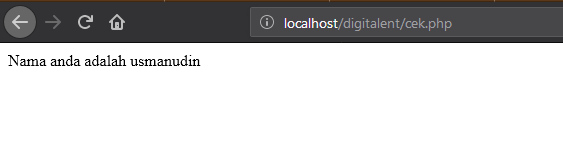 localhost/digitalent/cek.php
Nama anda adalah usmanudin